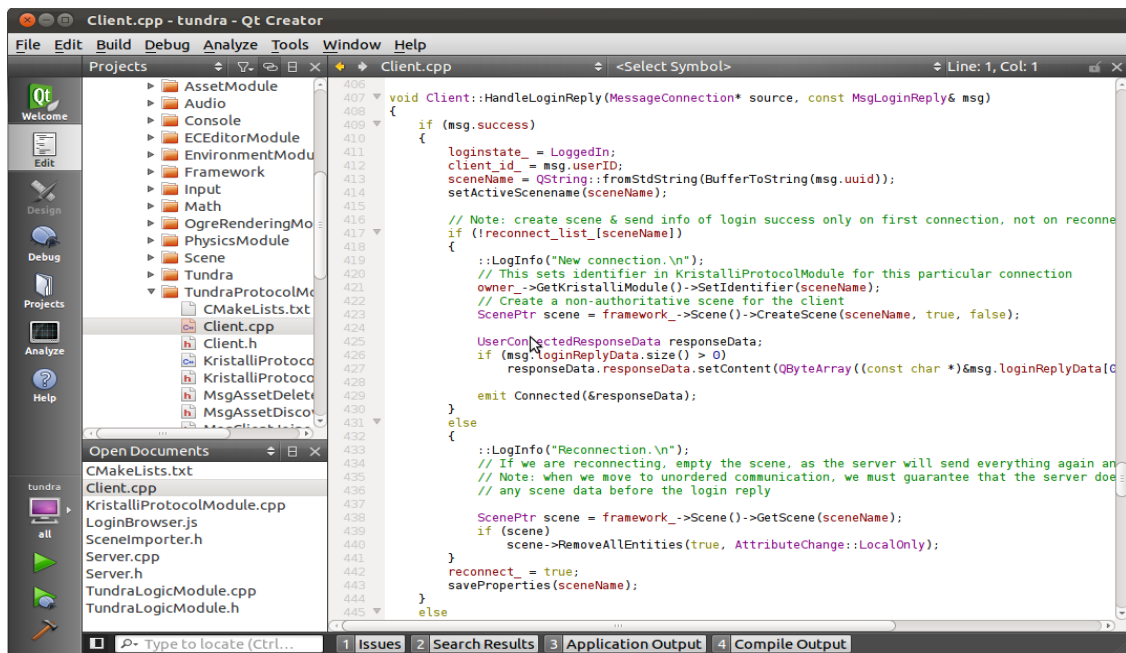 Client.cpp - tundra - Qt Creator
File Edit Build Debug Analyze Tools Window Help
Projects
Client.cpp
<Select Symbol>
Line: 1, Col: 1
Welcome
Edit
Design
Debug
Projects
Analyze
Help
tundra
all
AssetModule
Audio
Console
ECEditorModule
EnvironmentModu
Framework
Input
Math
OgreRenderingMo
PhysicsModule
Scene
Tundra
TundraProtocolMo
CMakeLists.txt
Client.cpp
Client.h
KristalliProtoco
KristalliProtoco
MsgAssetDelet
MsgAssetDisco
Open Documents
CMakeLists.txt
Client.cpp
KristalliProtocolModule.cpp
LoginBrowser.js
SceneImporter.h
Server.cpp
Server.h
TundraLogicModule.cpp
TundraLogicModule.h
406
407 void Client::HandleLoginReply(MessageConnection* source, const MsgLoginReply& msg)
408 {
409 if (msg.success)
410 {
411 loginstate_ = LoggedIn;
412 client_id_ = msg.userID;
413 sceneName = QString::fromStdString(BufferToString(msg.uuid));
414 setActiveScenename(sceneName);
415
416 // Note: create scene & send info of login success only on first connection, not on reconne
417 if (!reconnect_list_[sceneName])
418 {
419 ::LogInfo("New connection.\n");
420 // This sets identifier in KristalliProtocolModule for this particular connection
421 owner_->GetKristalliModule()->SetIdentifier(sceneName);
422 // Create a non-authoritative scene for the client
423 ScenePtr scene = framework_->Scene()->CreateScene(sceneName, true, false);
424
425 UserConnectedResponseData responseData;
426 if (msg.loginReplyData.size() > 0)
427 responseData.responseData.setContent(QByteArray((const char *)&msg.loginReplyData[0
428
429 emit Connected(&responseData);
430 }
431 else
432 {
433 ::LogInfo("Reconnection.\n");
434 // If we are reconnecting, empty the scene, as the server will send everything again an
435 // Note: when we move to unordered communication, we must guarantee that the server doe
436 // any scene data before the login reply
437
438 ScenePtr scene = framework_->Scene()->GetScene(sceneName);
439 if (scene)
440 scene->RemoveAllEntities(true, AttributeChange::LocalOnly);
441 }
442 reconnect_ = true;
443 saveProperties(sceneName);
444 }
445 else
Type to locate (Ctrl...
1 Issues 2 Search Results 3 Application Output 4 Compile Output